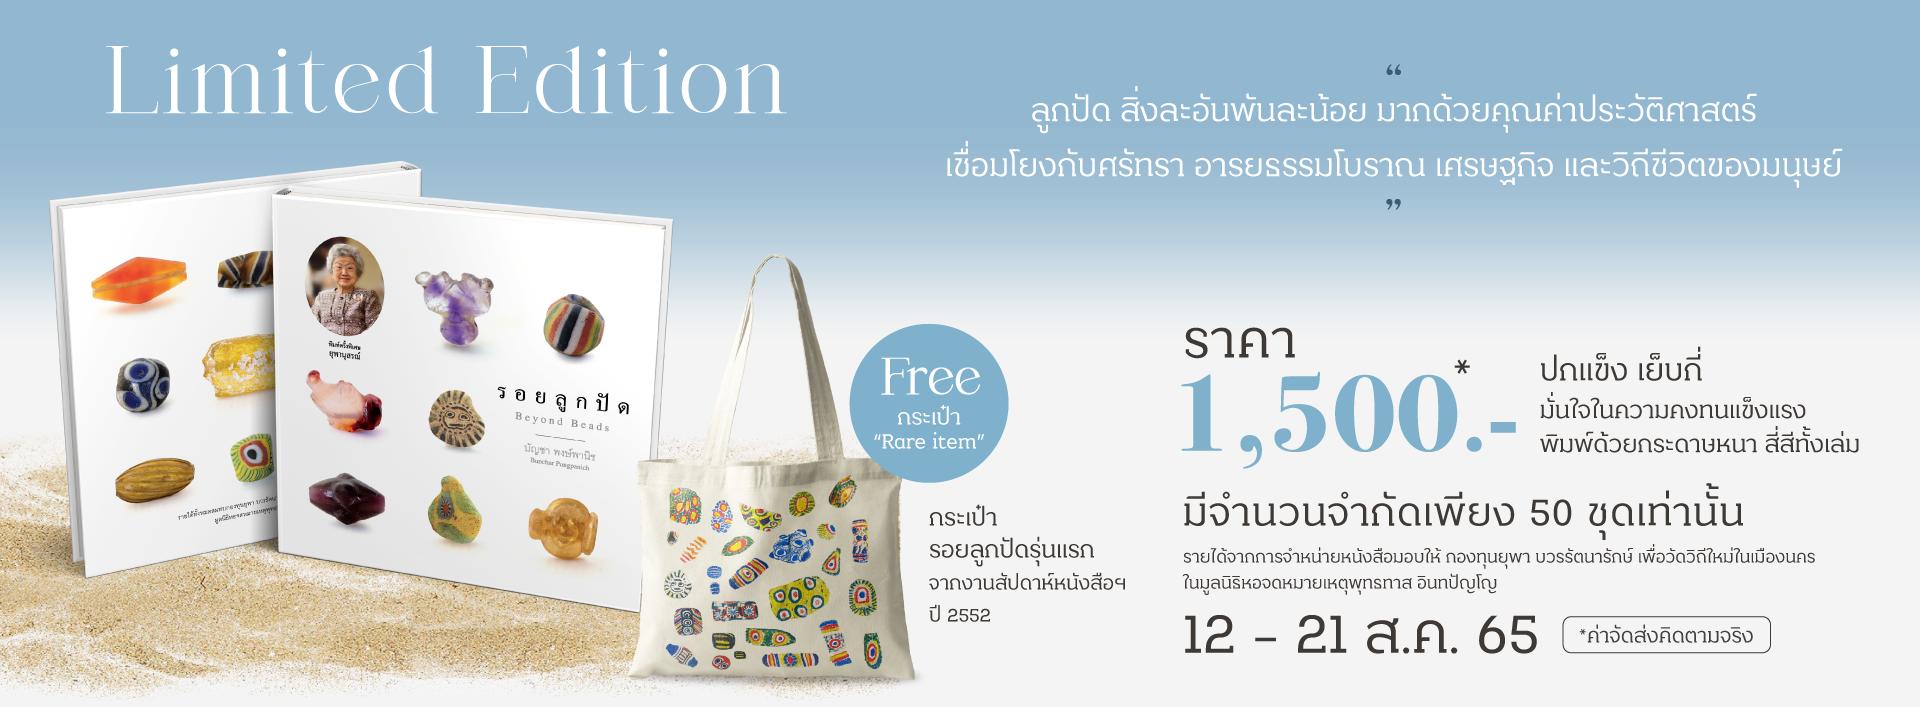 Limited Edition
“
ลูกปัด สิ่งละอันพันละน้อย มากด้วยคุณค่าประวัติศาสตร์
เชื่อมโยงกับศรัทรา อารยธรรมโบราณ เศรษฐกิจ และวิถีชีวิตของมนุษย์
”
พิมพ์ครั้งพิเศษ
ยุพานุสรณ์
รอยลูกปัด
Beyond Beads
บัญชา พงษ์พานิช
Bunchar Pongpanich
Free
กระเป๋า
“Rare item”
กระเป๋า
รอยลูกปัดรุ่นแรก
จากงานสัปดาห์หนังสือฯ
ปี 2552
ราคา
1,500.-*
ปกแข็ง เย็บกี่
มั่นใจในความคงทนแข็งแรง
พิมพ์ด้วยกระดาษหนา สี่สีทั้งเล่ม
มีจำนวนจำกัดเพียง 50 ชุดเท่านั้น
รายได้จากการจำหน่ายหนังสือมอบให้ กองทุนยุพา บวรรัตนารักษ์ เพื่อวัดวิถีใหม่ในเมืองนคร
ในมูลนิธิหอจดหมายเหตุพุทธทาส อินทปัญโญ
12 – 21 ส.ค. 65
*ค่าจัดส่งคิดตามจริง